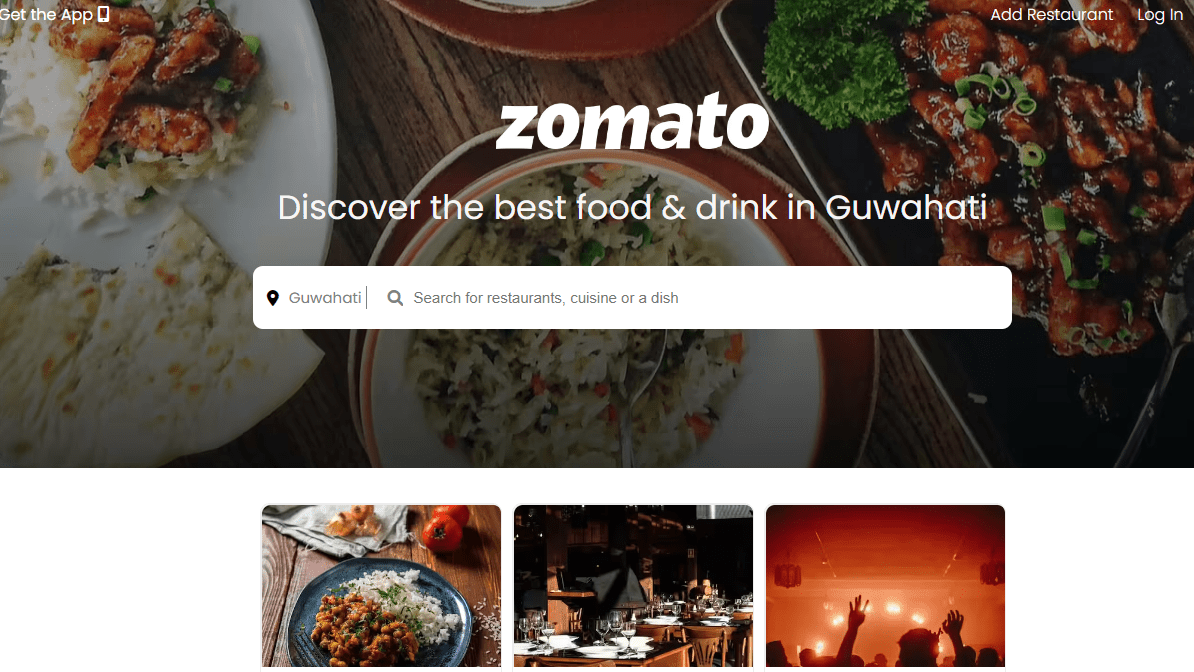 Get the App
Add Restaurant
Log In
zomato
Discover the best food & drink in Guwahati
Guwahati
Search for restaurants, cuisine or a dish